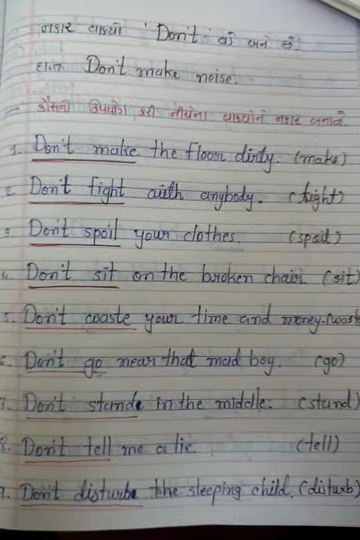 નકાર વાક્યો 'Don't' વડે બને છે.
દા.ત. Don't make noise.
→ કૌંસનો ઉપયોગ કરી નીચેના વાક્યોને નકાર બનાવો.
1. Don't make the floor dirty. (make)
2. Don't fight with anybody. (fight)
3. Don't spoil your clothes. (spoil)
4. Don't sit on the broken chair (sit)
5. Don't waste your time and money. (waste
6. Don't go near that mad boy. (go)
7. Don't stand in the middle. (stand)
8. Don't tell me a lie. (tell)
9. Don't disturb the sleeping child. (disturb)